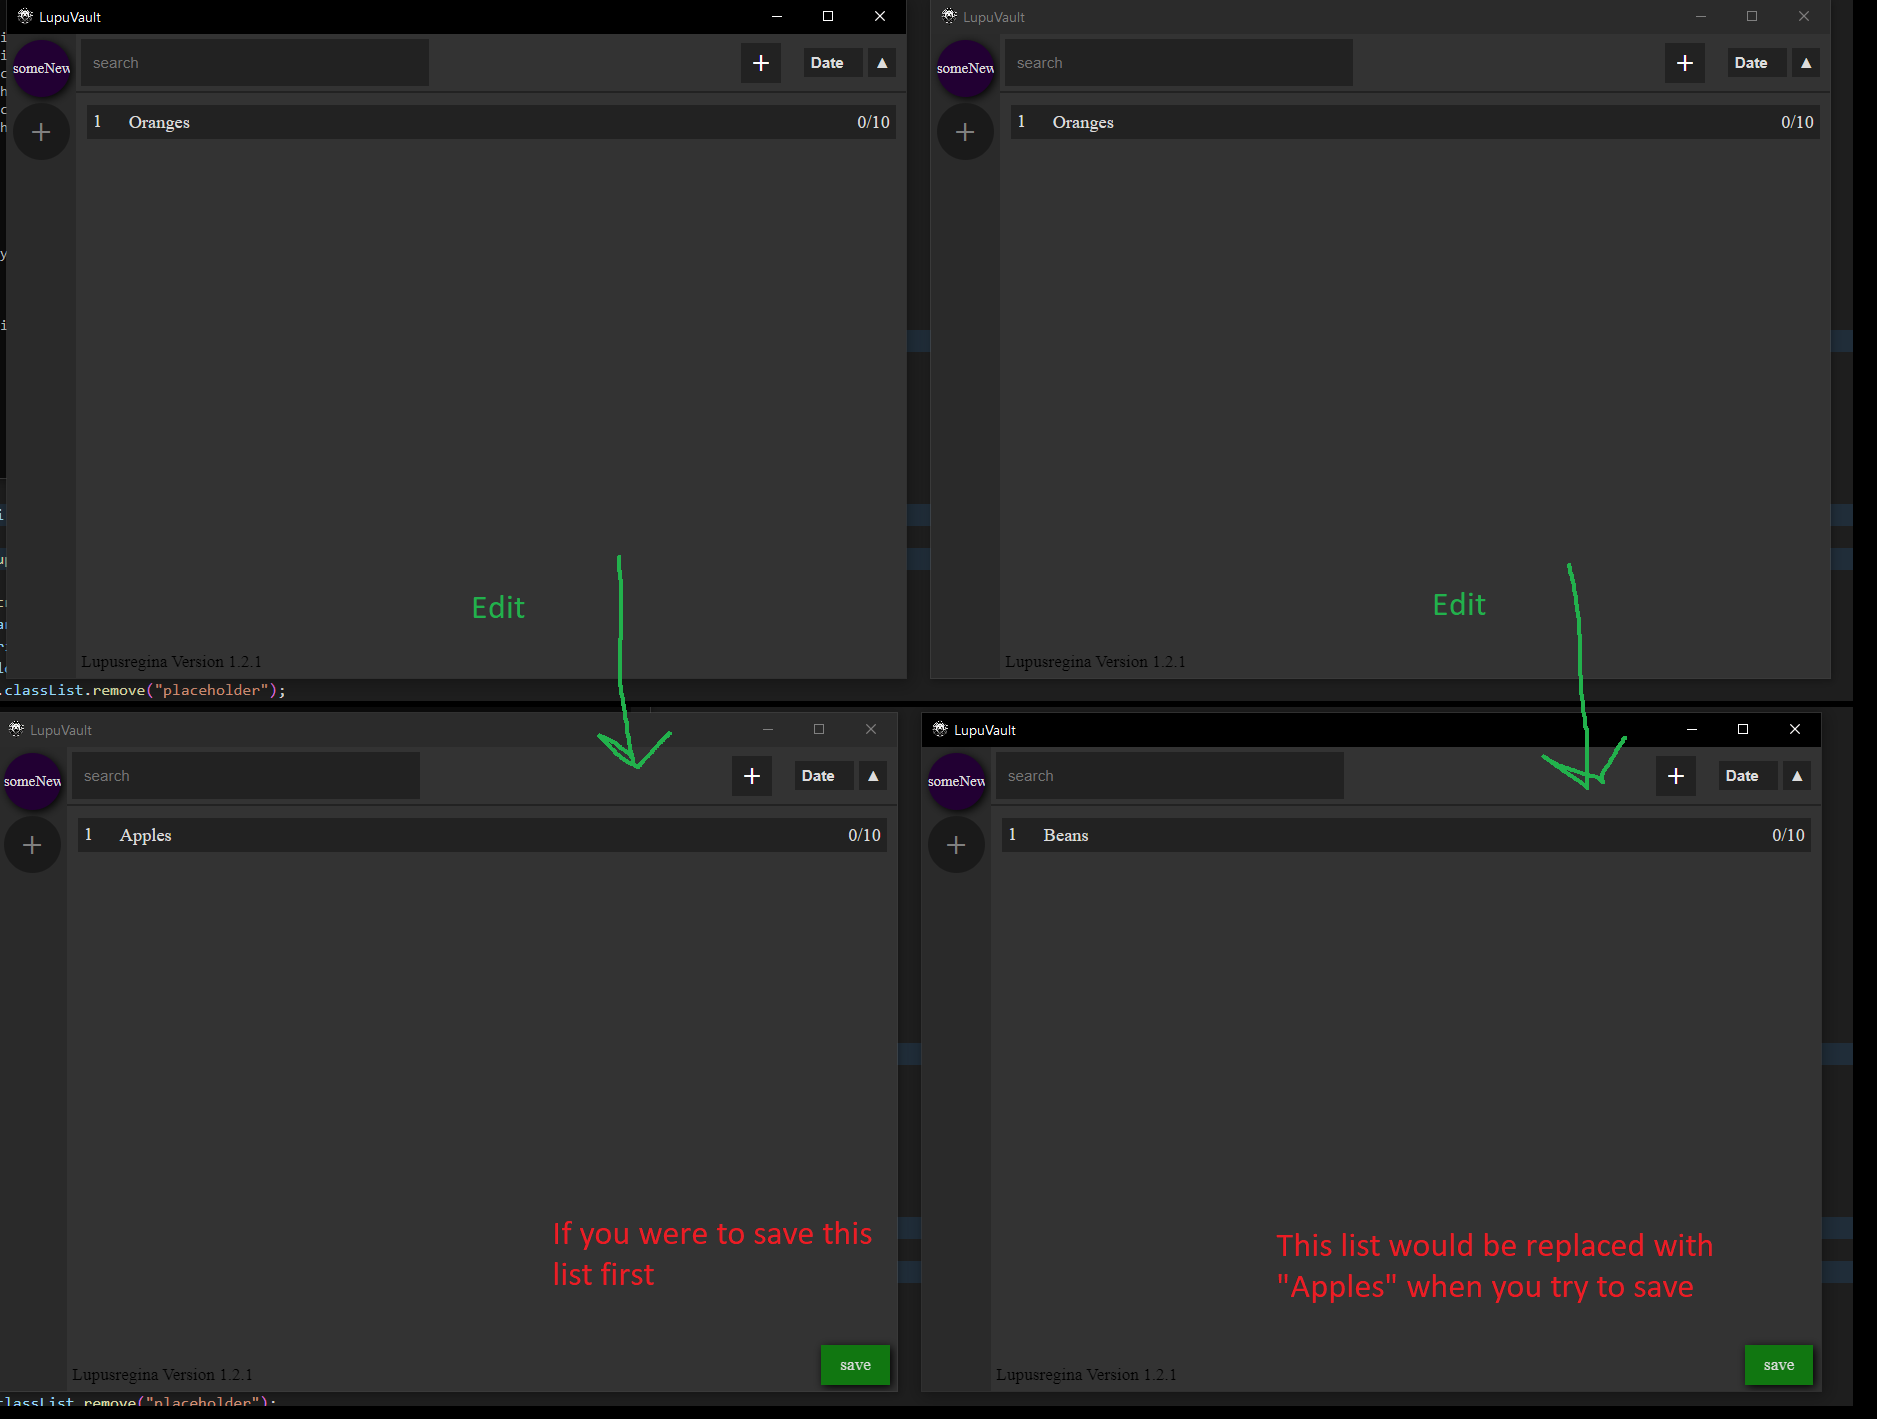 LupuVault
someNew
search
+
Date
▲
+
1 Oranges 0/10
Edit
Lupusregina Version 1.2.1
LupuVault
someNew
search
+
Date
▲
+
1 Oranges 0/10
Edit
Lupusregina Version 1.2.1
.classList.remove("placeholder");
LupuVault
someNew
search
+
Date
▲
+
1 Apples 0/10
If you were to save this
list first
save
Lupusregina Version 1.2.1
LupuVault
someNew
search
+
Date
▲
+
1 Beans 0/10
This list would be replaced with
"Apples" when you try to save
save
Lupusregina Version 1.2.1
classList.remove("placeholder");